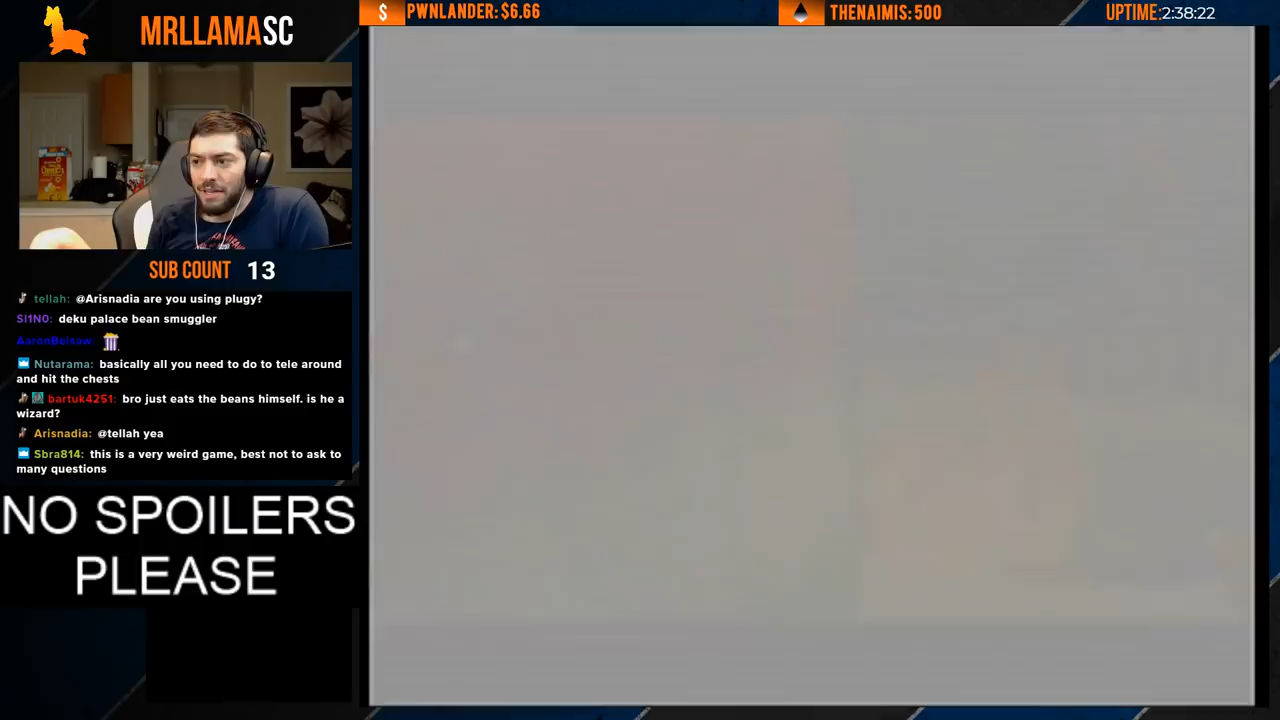 MRLLAMASC
$ PWNLANDER: $6.66
THENAIMIS: 500
UPTIME:2:38:22
SUB COUNT 13
tellah: @Arisnadia are you using plugy?
Sl1N0: deku palace bean smuggler
AaronBelsaw:
Nutarama: basically all you need to do to tele around
and hit the chests
bartuk4251: bro just eats the beans himself. is he a
wizard?
Arisnadia: @tellah yea
Sbra814: this is a very weird game, best not to ask to
many questions
NO SPOILERS
PLEASE